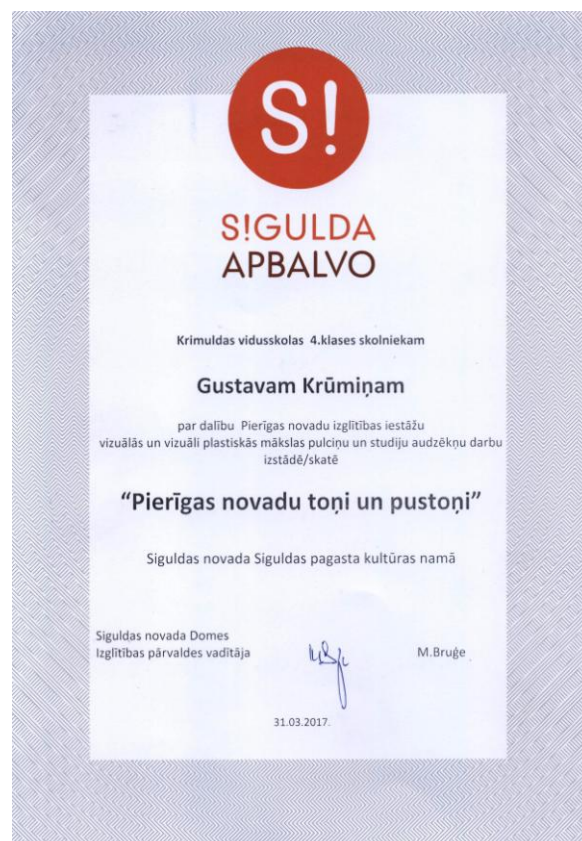 S!
S!GULDA
APBALVO
Krimuldas vidusskolas 4.klases skolniekam
Gustavam Krūmiņam
par dalību Pierīgas novadu izglītības iestāžu
vizuālās un vizuāli plastiskās mākslas pulciņu un studiju audzēkņu darbu
izstādē/skatē
“Pierīgas novadu toņi un pustoņi”
Siguldas novada Siguldas pagasta kultūras namā
Siguldas novada Domes
Izglītības pārvaldes vadītāja
M.Bruģe
31.03.2017.